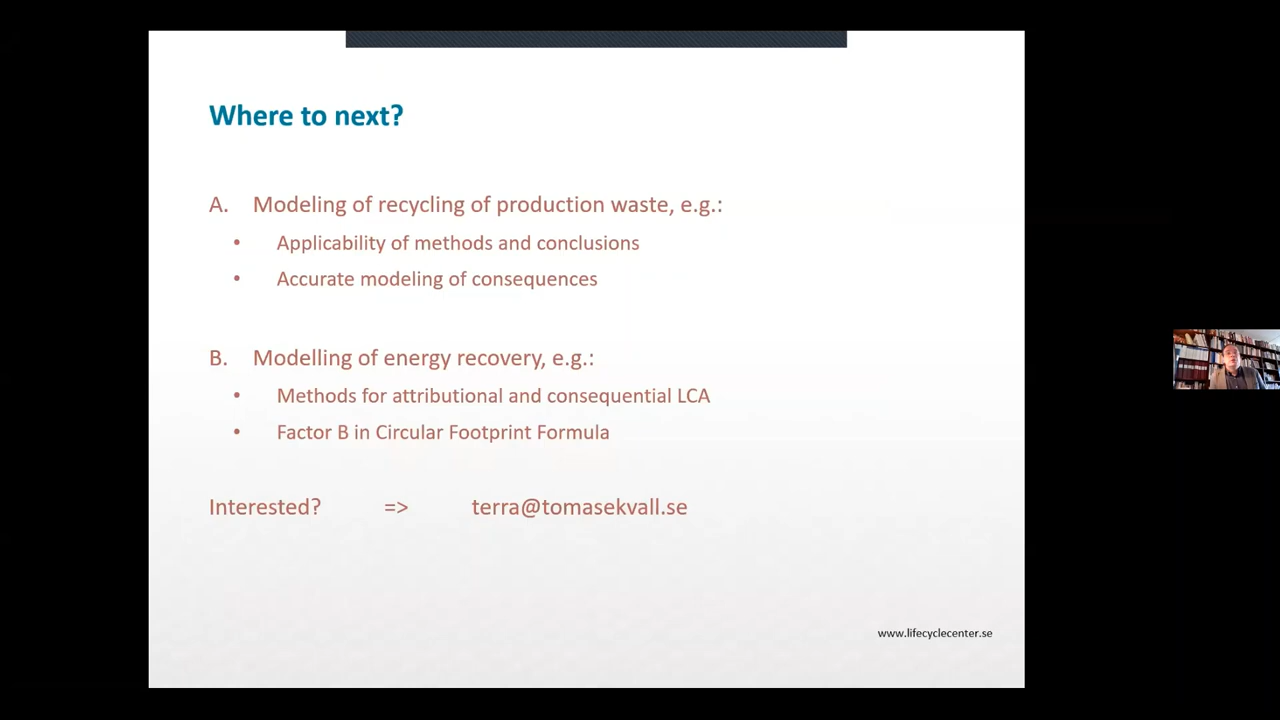 Where to next?
A. Modeling of recycling of production waste, e.g.:
• Applicability of methods and conclusions
• Accurate modeling of consequences
B. Modelling of energy recovery, e.g.:
• Methods for attributional and consequential LCA
• Factor B in Circular Footprint Formula
Interested? => terra@tomasekvall.se
www.lifecyclecenter.se